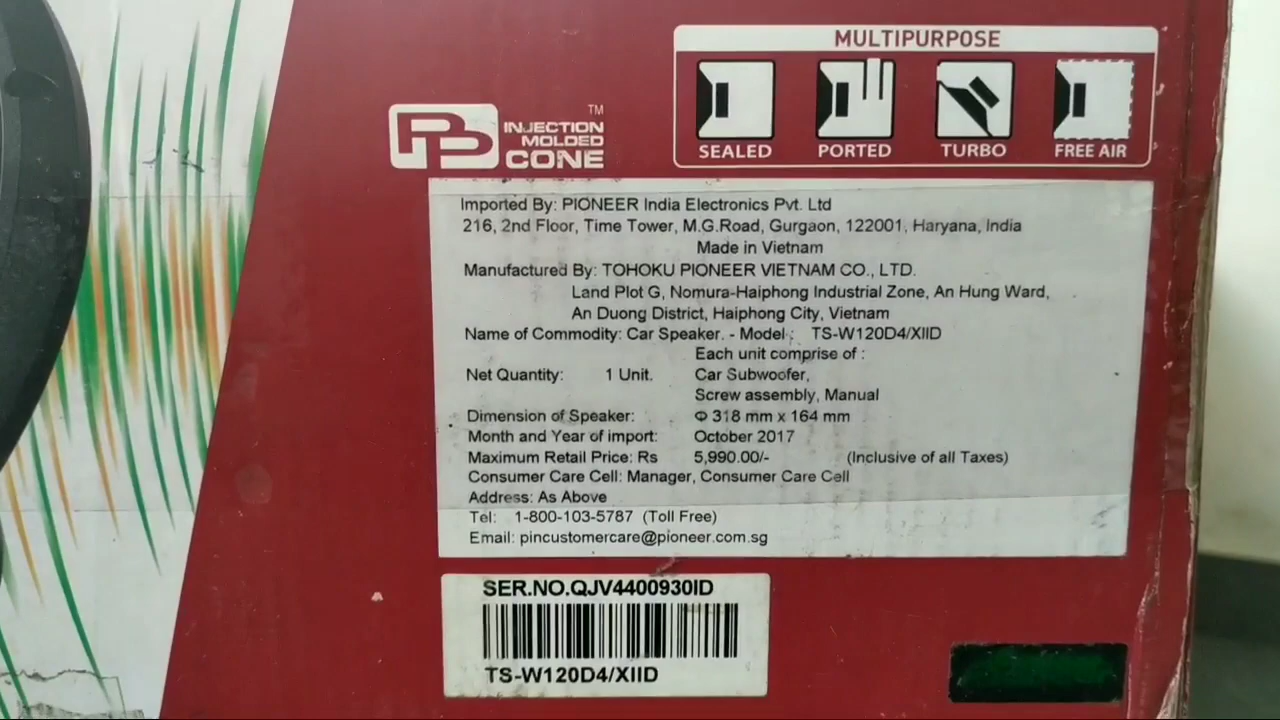 MULTIPURPOSE
SEALED PORTED TURBO FREE AIR
TM
INJECTION
MOLDED
CONE
Imported By: PIONEER India Electronics Pvt. Ltd
216, 2nd Floor, Time Tower, M.G.Road, Gurgaon, 122001, Haryana, India
Made in Vietnam
Manufactured By: TOHOKU PIONEER VIETNAM CO., LTD.
Land Plot G, Nomura-Haiphong Industrial Zone, An Hung Ward,
An Duong District, Haiphong City, Vietnam
Name of Commodity: Car Speaker. - Model : TS-W120D4/XIID
Each unit comprise of :
Net Quantity: 1 Unit. Car Subwoofer,
Screw assembly, Manual
Dimension of Speaker: Φ 318 mm x 164 mm
Month and Year of import: October 2017
Maximum Retail Price: Rs 5,990.00/- (Inclusive of all Taxes)
Consumer Care Cell: Manager, Consumer Care Cell
Address: As Above
Tel: 1-800-103-5787 (Toll Free)
Email: pincustomercare@pioneer.com.sg
SER.NO.QJV4400930ID
TS-W120D4/XIID